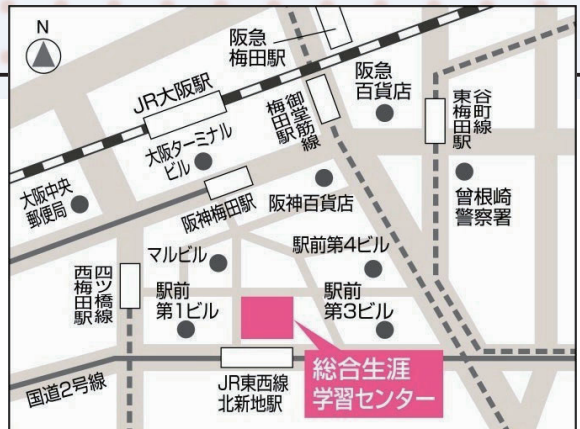 N
阪急
梅田駅
JR大阪駅
阪急
百貨店
御堂筋線
梅田駅
谷町線
東梅田駅
大阪ターミナル
ビル
大阪中央
郵便局
阪神梅田駅
阪神百貨店
曾根崎
警察署
マルビル
駅前第4ビル
四ツ橋線
西梅田駅
駅前
第1ビル
駅前
第3ビル
総合生涯
学習センター
国道2号線
JR東西線
北新地駅